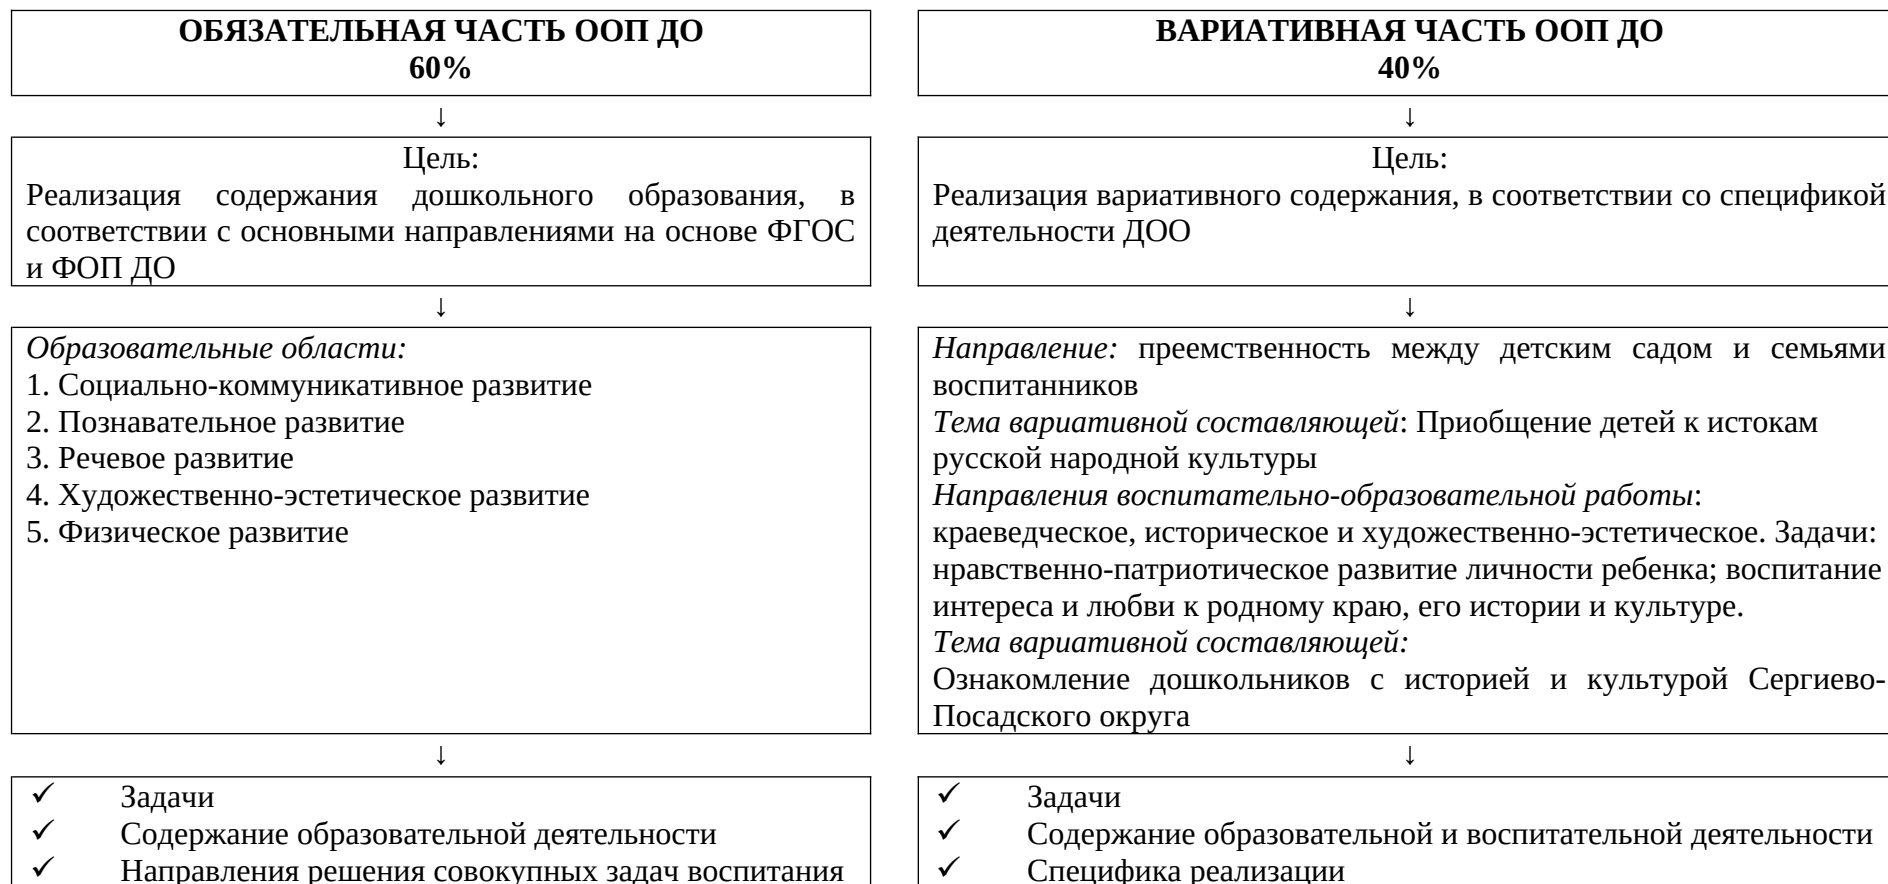 ОБЯЗАТЕЛЬНАЯ ЧАСТЬ ООП ДО
60%
↓
Цель:
Реализация содержания дошкольного образования, в
соответствии с основными направлениями на основе ФГОС
и ФОП ДО
↓
Образовательные области:
1. Социально-коммуникативное развитие
2. Познавательное развитие
3. Речевое развитие
4. Художественно-эстетическое развитие
5. Физическое развитие
↓
✓ Задачи
✓ Содержание образовательной деятельности
✓ Направления решения совокупных задач воспитания
ВАРИАТИВНАЯ ЧАСТЬ ООП ДО
40%
↓
Цель:
Реализация вариативного содержания, в соответствии со спецификой
деятельности ДОО
↓
Направление: преемственность между детским садом и семьями
воспитанников
Тема вариативной составляющей: Приобщение детей к истокам
русской народной культуры
Направления воспитательно-образовательной работы:
краеведческое, историческое и художественно-эстетическое. Задачи:
нравственно-патриотическое развитие личности ребенка; воспитание
интереса и любви к родному краю, его истории и культуре.
Тема вариативной составляющей:
Ознакомление дошкольников с историей и культурой Сергиево-
Посадского округа
↓
✓ Задачи
✓ Содержание образовательной и воспитательной деятельности
✓ Специфика реализации